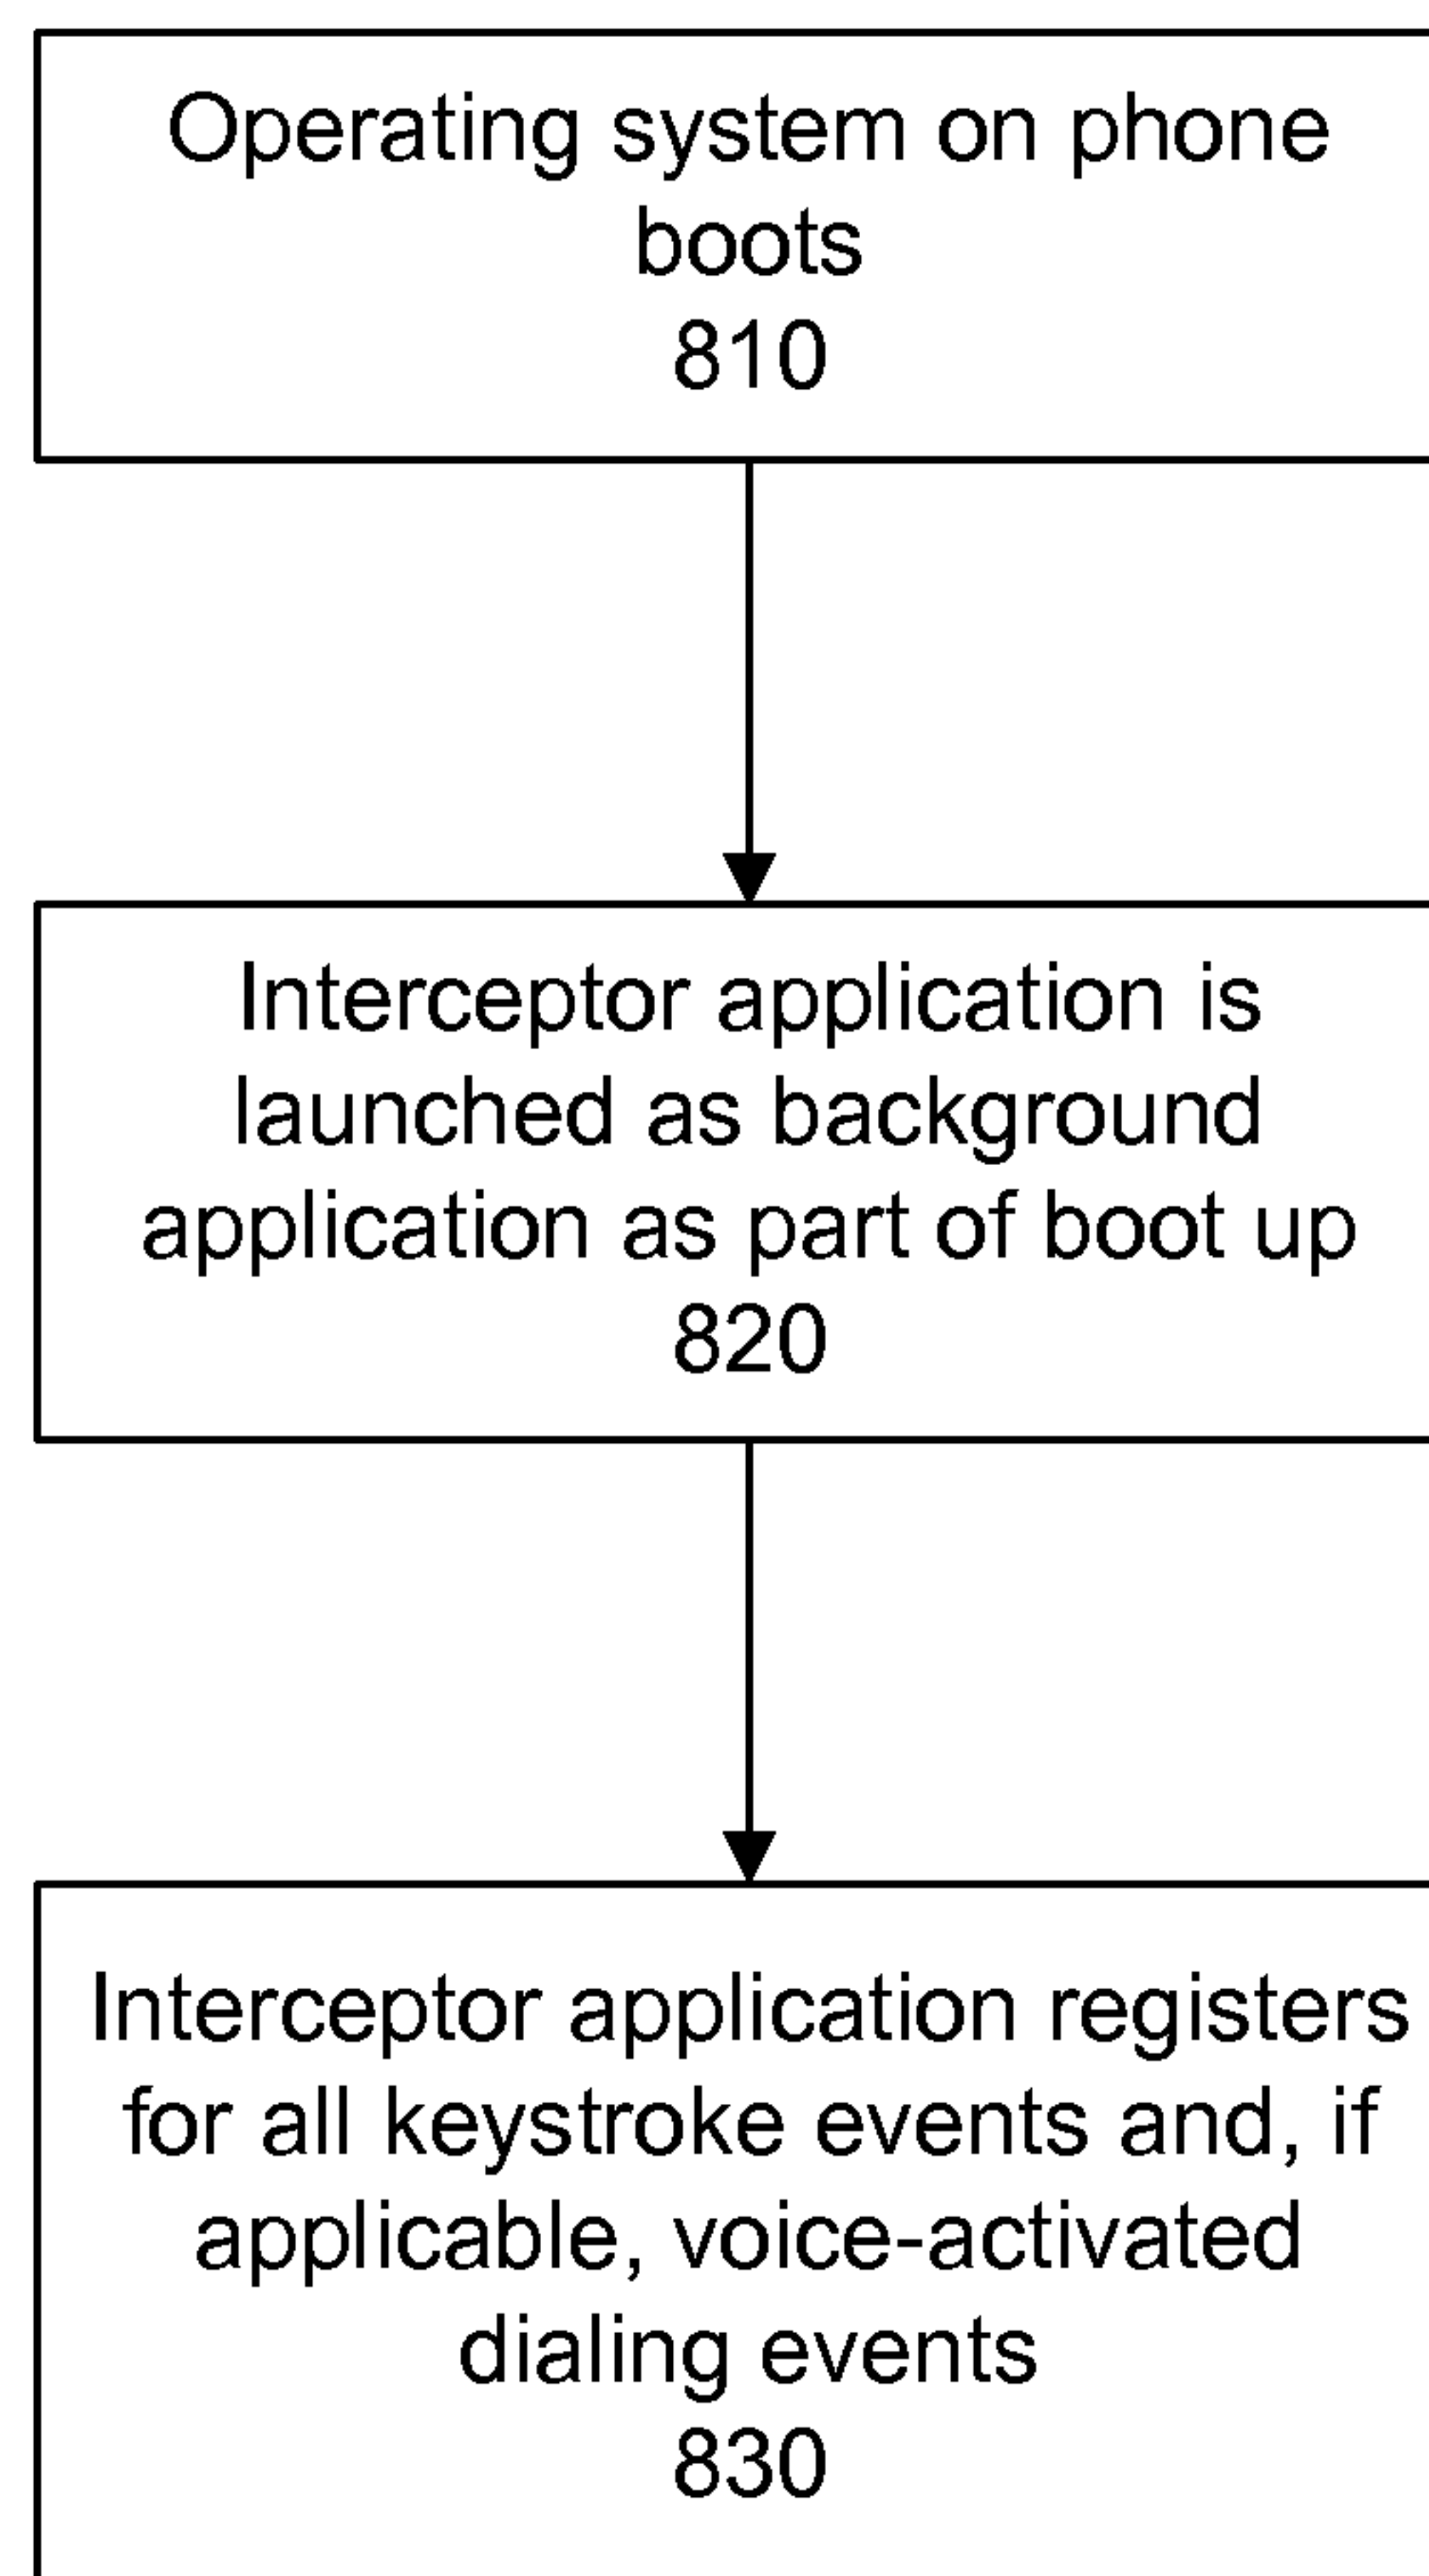 Operating system on phone
boots
810
Interceptor application is
launched as background
application as part of boot up
820
Interceptor application registers
for all keystroke events and, if
applicable, voice-activated
dialing events
830